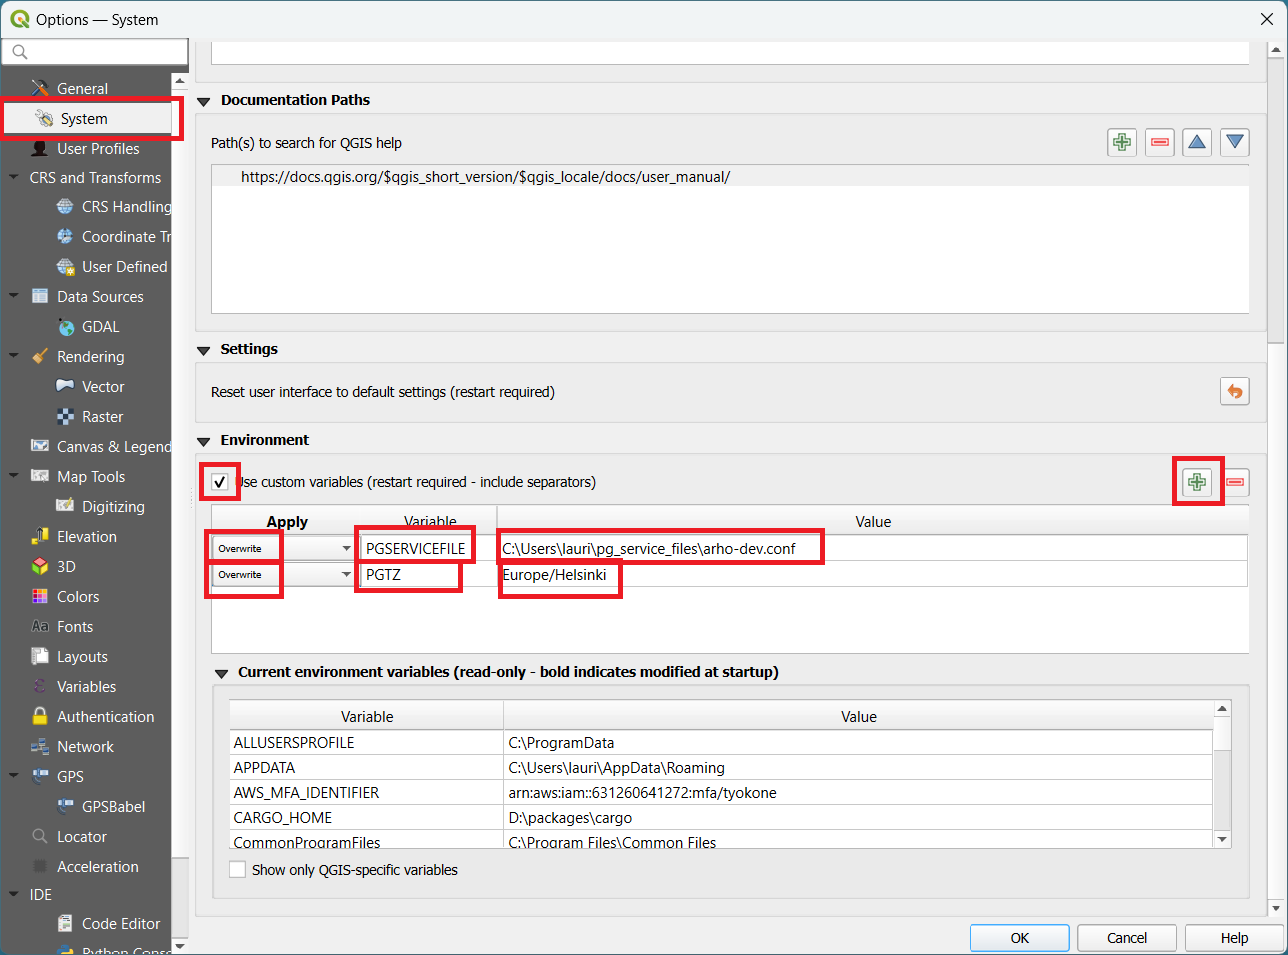 Options — System
General
System
User Profiles
CRS and Transforms
CRS Handling
Coordinate Tr
User Defined
Data Sources
GDAL
Rendering
Vector
Raster
Canvas & Legend
Map Tools
Digitizing
Elevation
3D
Colors
Fonts
Layouts
Variables
Authentication
Network
GPS
GPSBabel
Locator
Acceleration
IDE
Code Editor
Python Conso
Documentation Paths
Path(s) to search for QGIS help
https://docs.qgis.org/$qgis_short_version/$qgis_locale/docs/user_manual/
Settings
Reset user interface to default settings (restart required)
Environment
Use custom variables (restart required - include separators)
Apply Variable Value
Overwrite PGSERVICEFILE C:\Users\lauri\pg_service_files\arho-dev.conf
Overwrite PGTZ Europe/Helsinki
Current environment variables (read-only - bold indicates modified at startup)
Variable Value
ALLUSERSPROFILE C:\ProgramData
APPDATA C:\Users\lauri\AppData\Roaming
AWS_MFA_IDENTIFIER arn:aws:iam::631260641272:mfa/tyokone
CARGO_HOME D:\packages\cargo
CommonProgramFiles C:\Program Files\Common Files
Show only QGIS-specific variables
OK Cancel Help